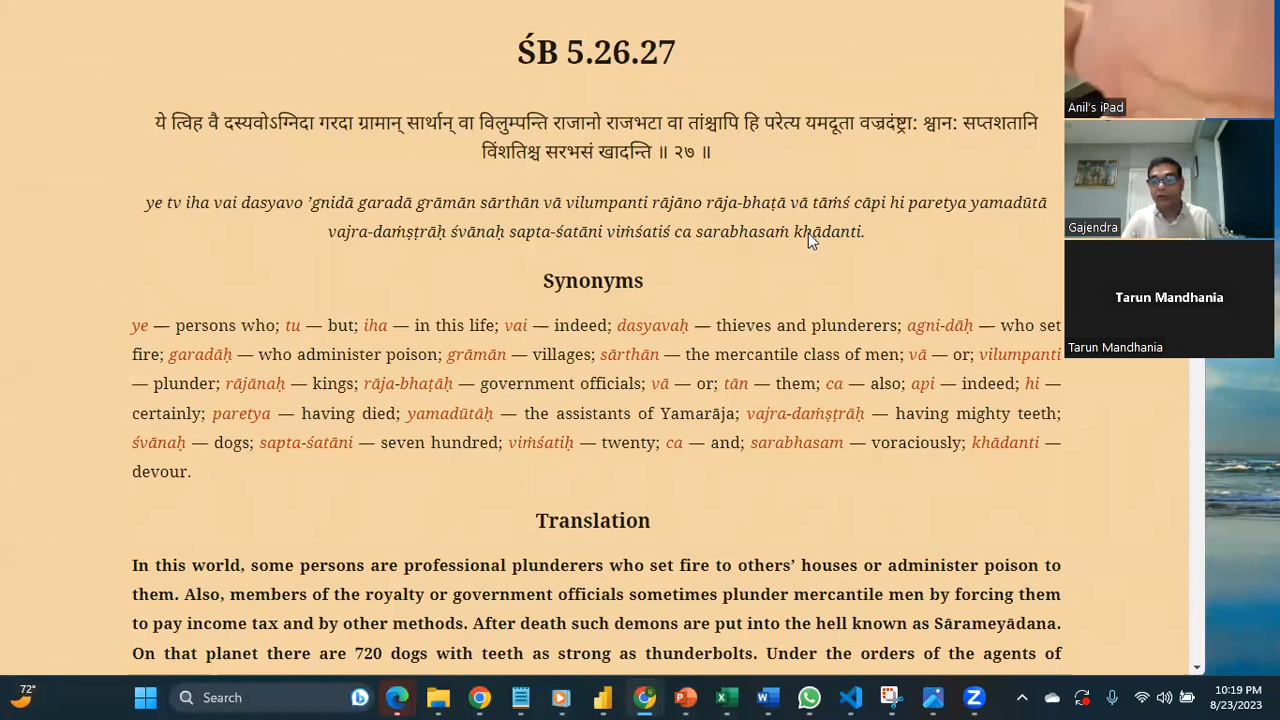 ŚB 5.26.27
ये त्विह वै दस्यवोऽग्निदा गरदा ग्रामान् सार्थान् वा विलुम्पन्ति राजानो राजभटा वा तांश्चापि हि परेत्य यमदूता वज्रदंष्ट्रा: श्वान: सप्तशतानि
विंशतिश्च सरभसं खादन्ति ॥ २७ ॥
ye tv iha vai dasyavo ’gnidā garadā grāmān sārthān vā vilumpanti rājāno rāja-bhaṭā vā tāṁś cāpi hi paretya yamadūtā
vajra-daṁṣṭrāḥ śvānaḥ sapta-śatāni viṁśatiś ca sarabhasaṁ khādanti.
Synonyms
ye — persons who; tu — but; iha — in this life; vai — indeed; dasyavaḥ — thieves and plunderers; agni-dāḥ — who set
fire; garadāḥ — who administer poison; grāmān — villages; sārthān — the mercantile class of men; vā — or; vilumpanti
— plunder; rājānaḥ — kings; rāja-bhaṭāḥ — government officials; vā — or; tān — them; ca — also; api — indeed; hi —
certainly; paretya — having died; yamadūtāḥ — the assistants of Yamarāja; vajra-daṁṣṭrāḥ — having mighty teeth;
śvānaḥ — dogs; sapta-śatāni — seven hundred; viṁśatiḥ — twenty; ca — and; sarabhasam — voraciously; khādanti —
devour.
Translation
In this world, some persons are professional plunderers who set fire to others’ houses or administer poison to
them. Also, members of the royalty or government officials sometimes plunder mercantile men by forcing them
to pay income tax and by other methods. After death such demons are put into the hell known as Sārameyādana.
On that planet there are 720 dogs with teeth as strong as thunderbolts. Under the orders of the agents of
Anil's iPad
Gajendra
Tarun Mandhania
Tarun Mandhania
72°
Search
10:19 PM
8/23/2023